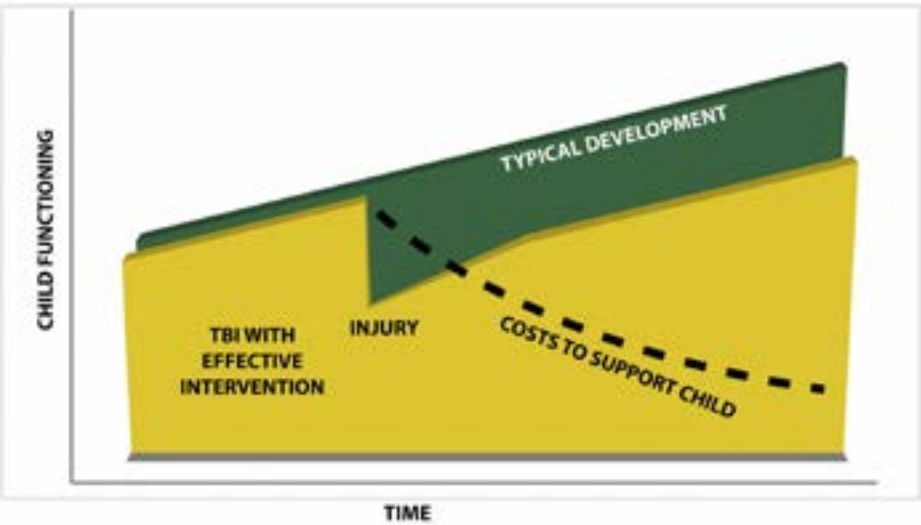 CHILD FUNCTIONING
TYPICAL DEVELOPMENT
TBI WITH
EFFECTIVE
INTERVENTION
INJURY
COSTS TO SUPPORT CHILD
TIME